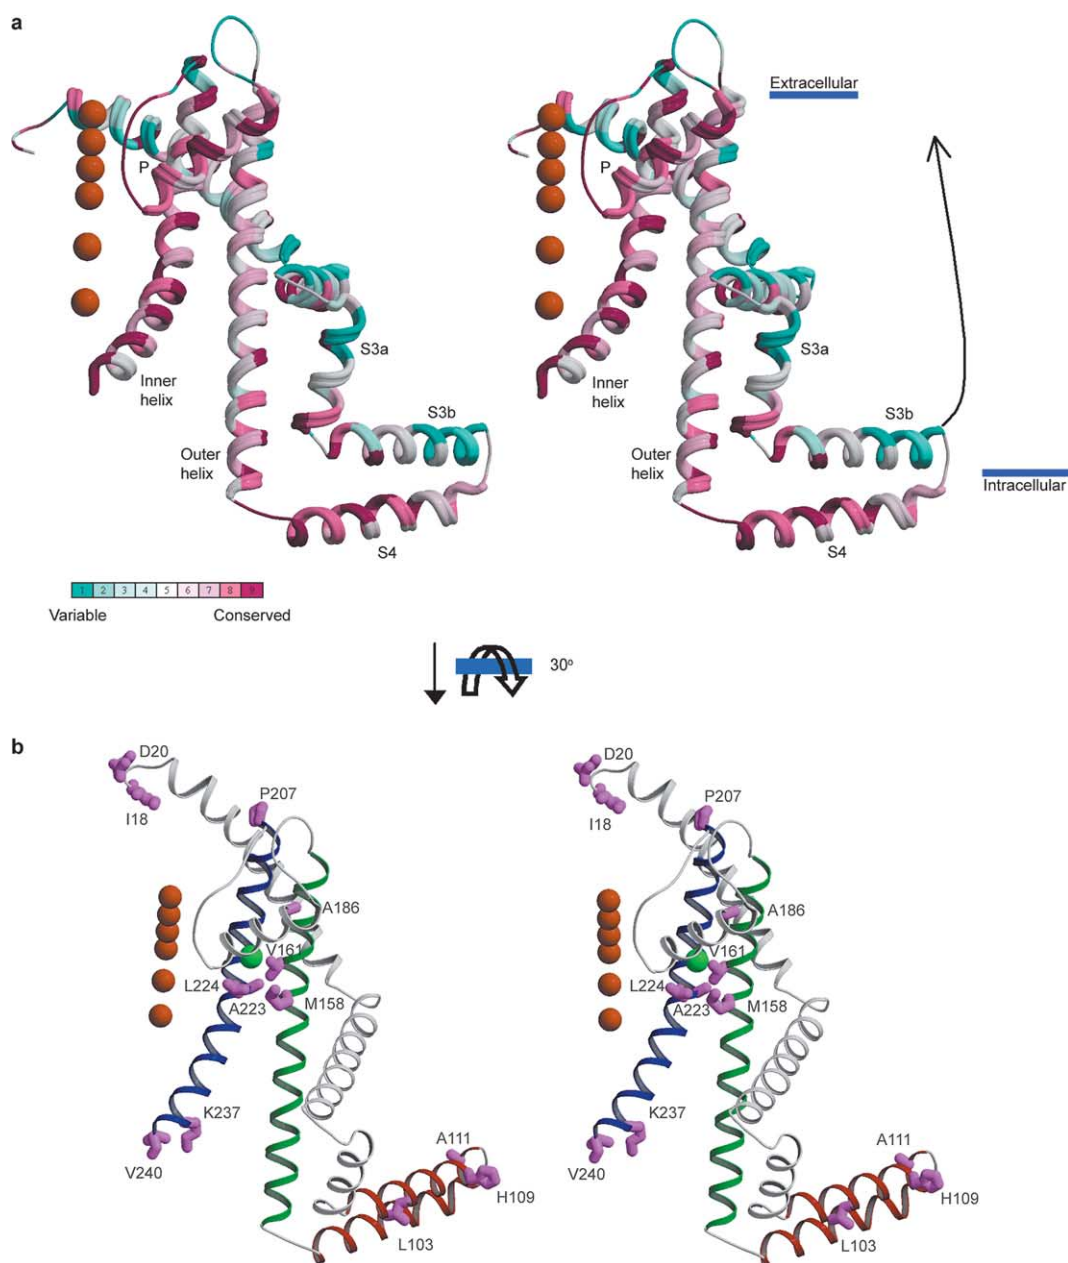 a
Extracellular
P
P
S3a
S3a
Inner
helix
Inner
helix
S3b
S3b
Outer
helix
Outer
helix
Intracellular
S4
S4
1 2 3 4 5 6 7 8 9
Variable Conserved
30º
b
D20
D20
P207
P207
I18
I18
A186
A186
V161
V161
L224
L224
A223
M158
A223
M158
K237
K237
V240
V240
A111
A111
H109
H109
L103
L103